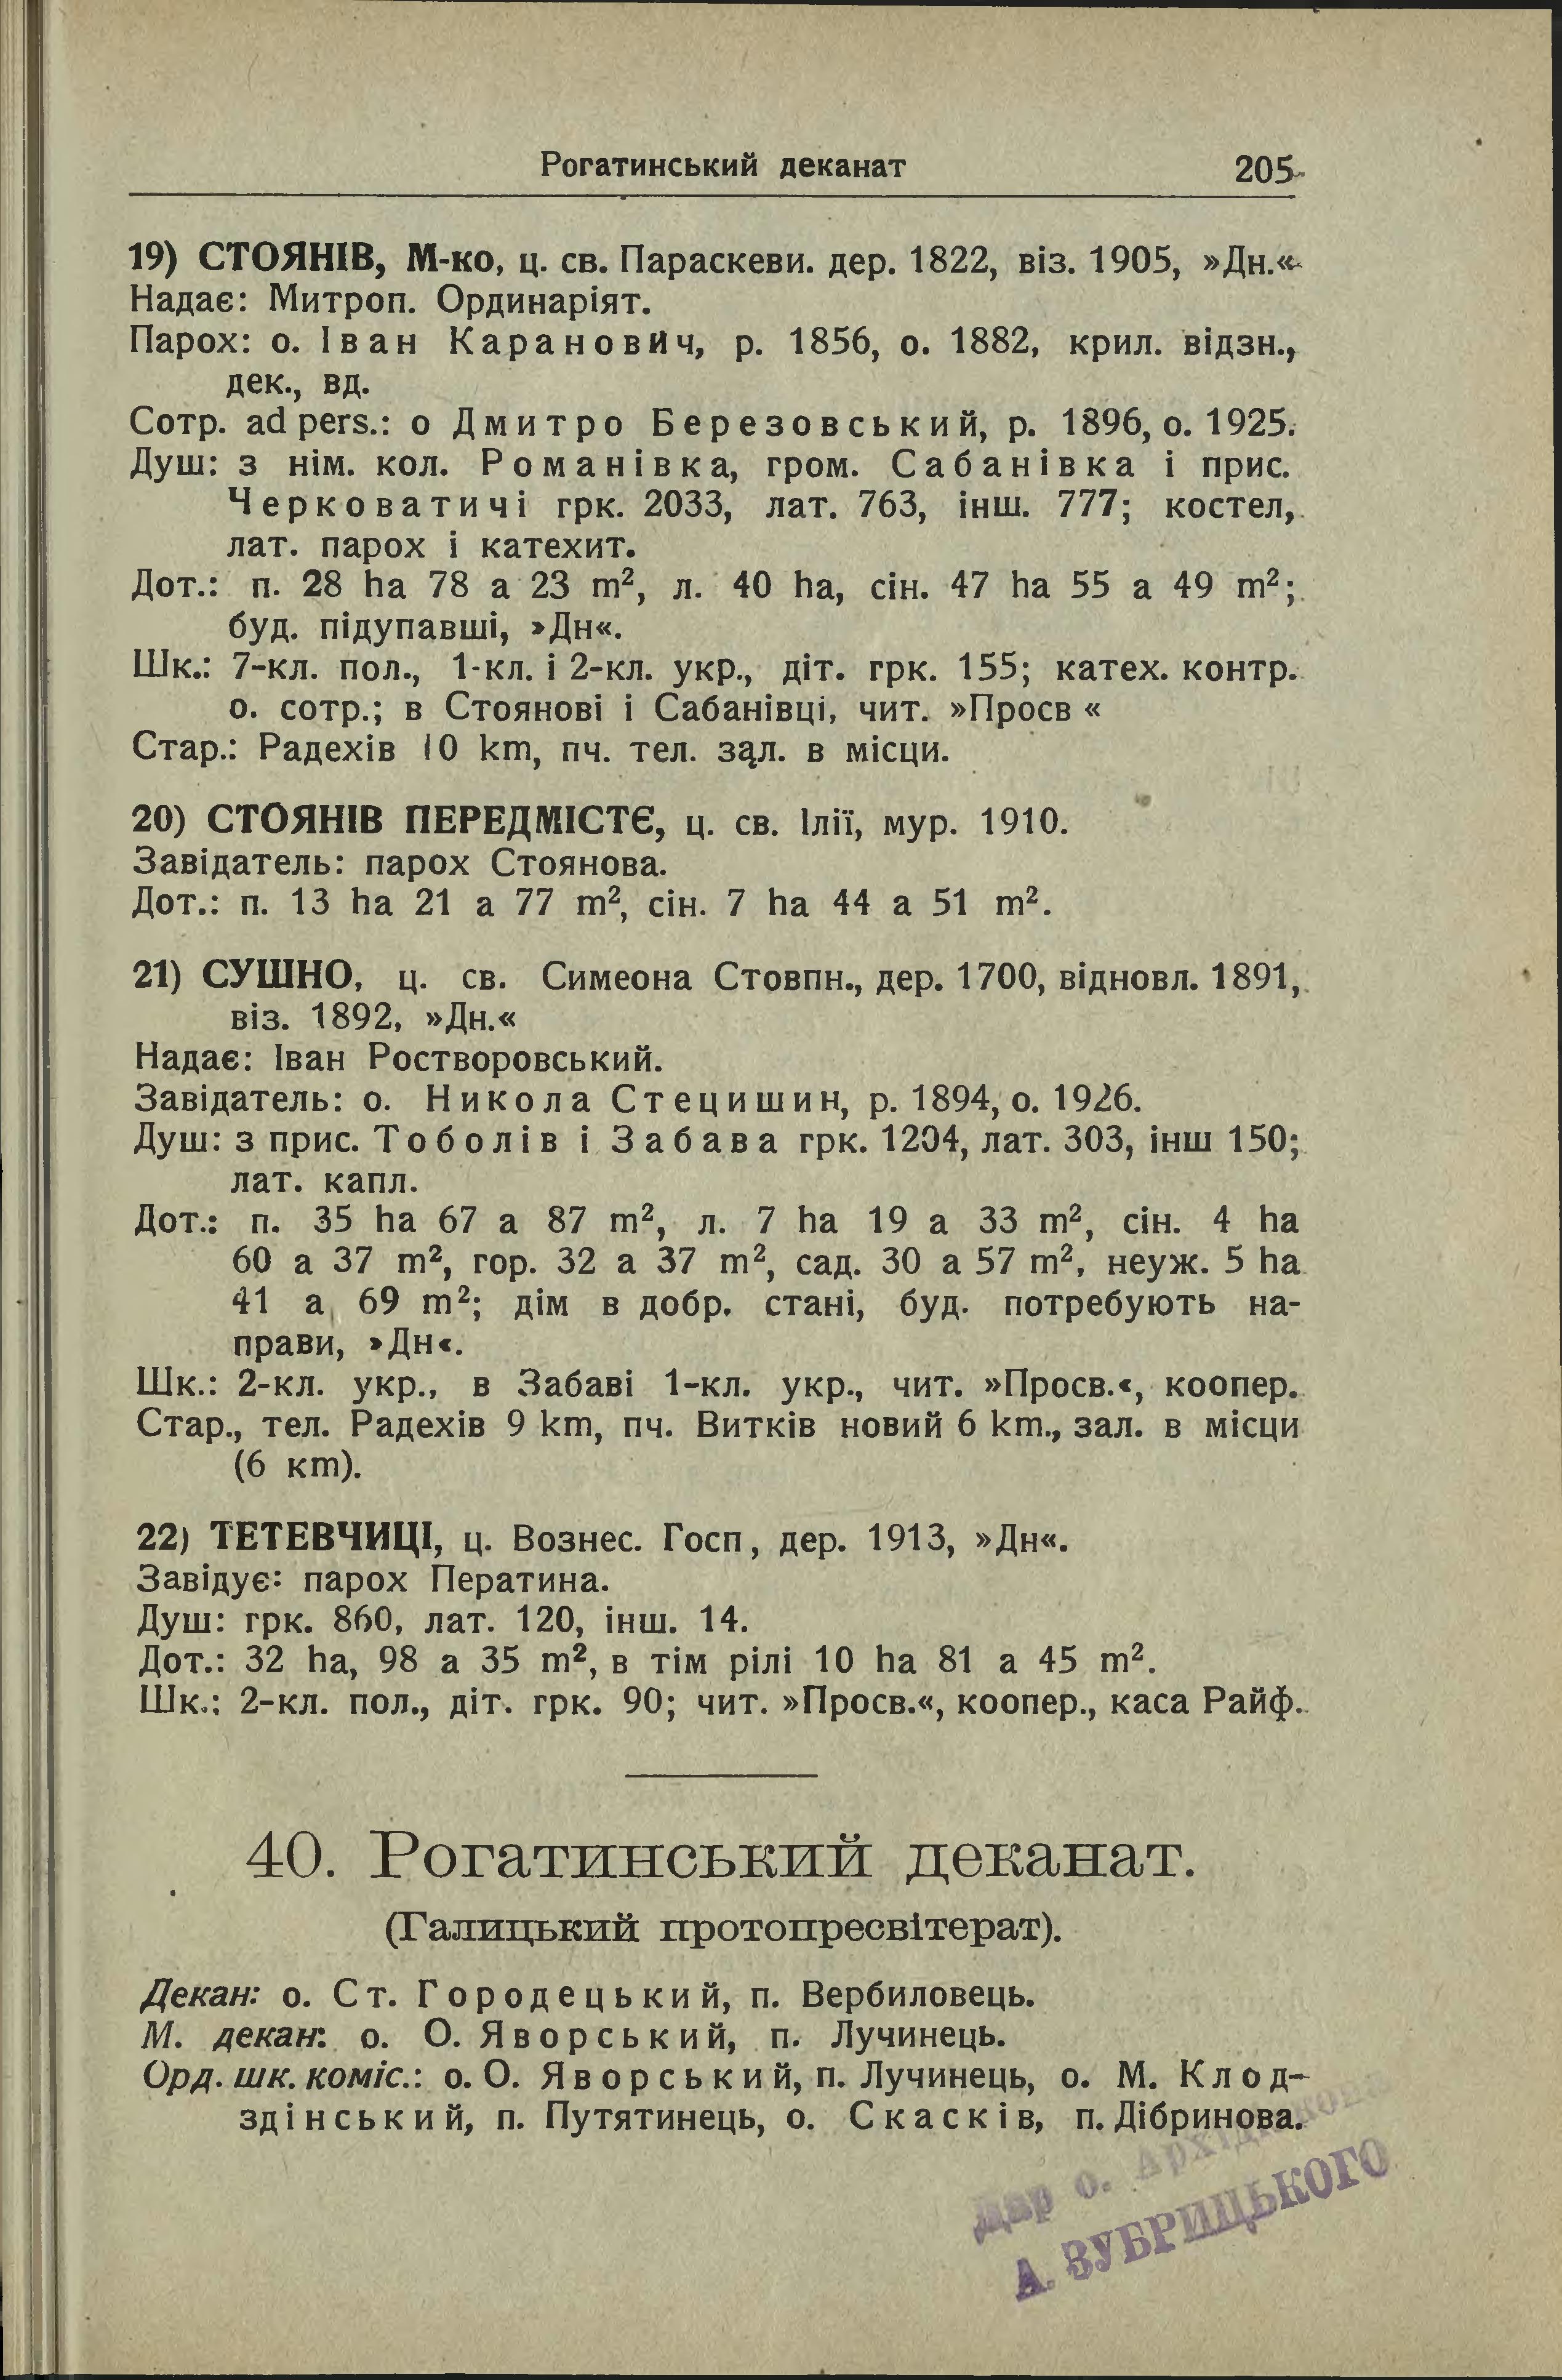 Рогатинський деканат 205
19) СТОЯНІВ, М-ко, ц. св. Параскеви. дер. 1822, віз. 1905, »Дн.«
Надає: Митроп. Ординаріят.
Парох: о. Іван Каранович, р. 1856, о. 1882, крил. відзн.,
дек., вд.
Сотр. ad pers.: о Дмитро Березовський, р. 1896, о. 1925.
Душ: з нім. кол. Романівка, гром. Сабанівка і прис.
Черковатичі грк. 2033, лат. 763, інш. 777; костел,
лат. парох і катехит.
Дот.: п. 28 ha 78 a 23 m², л. 40 ha, сін. 47 ha 55 a 49 m²;
буд. підупавші, »Дн«.
Шк.: 7-кл. пол., 1-кл. і 2-кл. укр., діт. грк. 155; катех. контр.
о. сотр.; в Стоянові і Сабанівці, чит. »Просв «
Стар.: Радехів 10 km, пч. тел. зал. в місци.
20) СТОЯНІВ ПЕРЕДМІСТЄ, ц. св. Ілії, мур. 1910.
Завідатель: парох Стоянова.
Дот.: п. 13 ha 21 a 77 m², сін. 7 ha 44 a 51 m².
21) СУШНО, ц. св. Симеона Стовпн., дер. 1700, відновл. 1891,
віз. 1892, »Дн.«
Надає: Іван Ростворовський.
Завідатель: о. Никола Стецишин, р. 1894, о. 1926.
Душ: з прис. Тоболів і Забава грк. 1204, лат. 303, інш 150;
лат. капл.
Дот.: п. 35 ha 67 a 87 m², л. 7 ha 19 a 33 m², сін. 4 ha
60 a 37 m², гор. 32 a 37 m², сад. 30 a 57 m², неуж. 5 ha
41 a 69 m²; дім в добр. стані, буд. потребують на-
прави, »Дн«.
Шк.: 2-кл. укр., в Забаві 1-кл. укр., чит. »Просв.«, коопер.
Стар., тел. Радехів 9 km, пч. Витків новий 6 km., зал. в місци
(6 km).
22) ТЕТЕВЧИЦІ, ц. Вознес. Госп, дер. 1913, »Дн«.
Завідує: парох Ператина.
Душ: грк. 860, лат. 120, інш. 14.
Дот.: 32 ha, 98 a 35 m², в тім рілі 10 ha 81 a 45 m².
Шк.; 2-кл. пол., діт. грк. 90; чит. »Просв.«, коопер., каса Райф.
40. Рогатинський деканат.
(Галицький протопресвітерат).
Декан: о. Ст. Городецький, п. Вербиловець.
М. декан: о. О. Яворський, п. Лучинець.
Орд. шк. коміс.: о. О. Яворський, п. Лучинець, о. М. Клод-
здінський, п. Путятинець, о. Скасків, п. Дібринова.
Дар о.
А. ЗУБРИЦЬКОГО